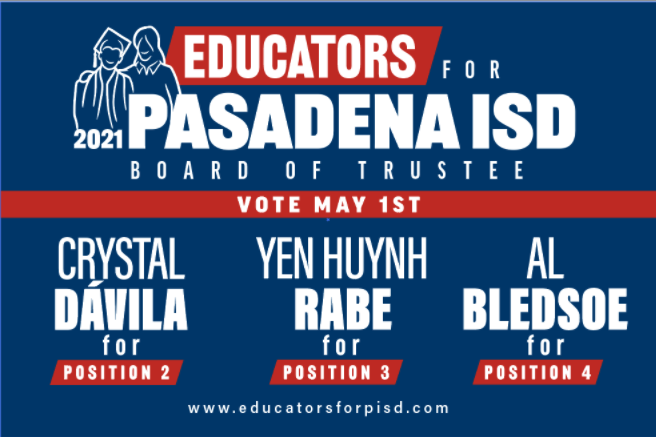 EDUCATORS FOR
2021 PASADENA ISD
BOARD OF TRUSTEE
VOTE MAY 1ST
CRYSTAL
DÁVILA
for
POSITION 2
YEN HUYNH
RABE
for
POSITION 3
AL
BLEDSOE
for
POSITION 4
www.educatorsforpisd.com